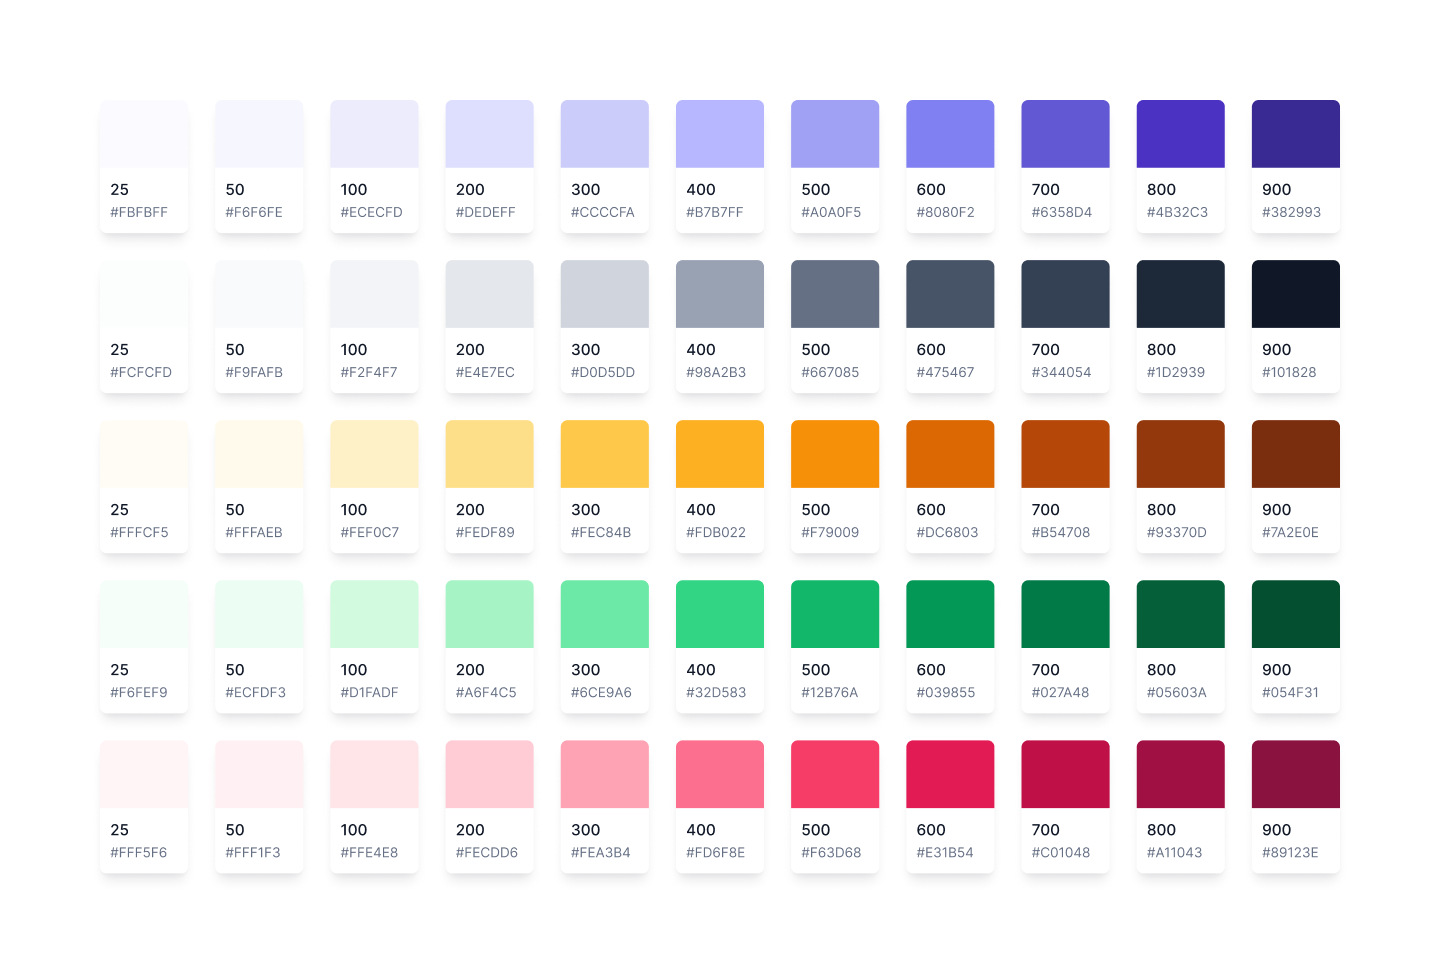 25 50 100 200 300 400 500 600 700 800 900
#FBFBFF #F6F6FE #ECECFD #DEDEFF #CCCCFA #B7B7FF #A0A0F5 #8080F2 #6358D4 #4B32C3 #382993
25 50 100 200 300 400 500 600 700 800 900
#FCFCFD #F9FAFB #F2F4F7 #E4E7EC #D0D5DD #98A2B3 #667085 #475467 #344054 #1D2939 #101828
25 50 100 200 300 400 500 600 700 800 900
#FFFCF5 #FFFAEB #FEF0C7 #FEDF89 #FEC84B #FDB022 #F79009 #DC6803 #B54708 #93370D #7A2E0E
25 50 100 200 300 400 500 600 700 800 900
#F6FEF9 #ECFDF3 #D1FADF #A6F4C5 #6CE9A6 #32D583 #12B76A #039855 #027A48 #05603A #054F31
25 50 100 200 300 400 500 600 700 800 900
#FFF5F6 #FFF1F3 #FFE4E8 #FECDD6 #FEA3B4 #FD6F8E #F63D68 #E31B54 #C01048 #A11043 #89123E